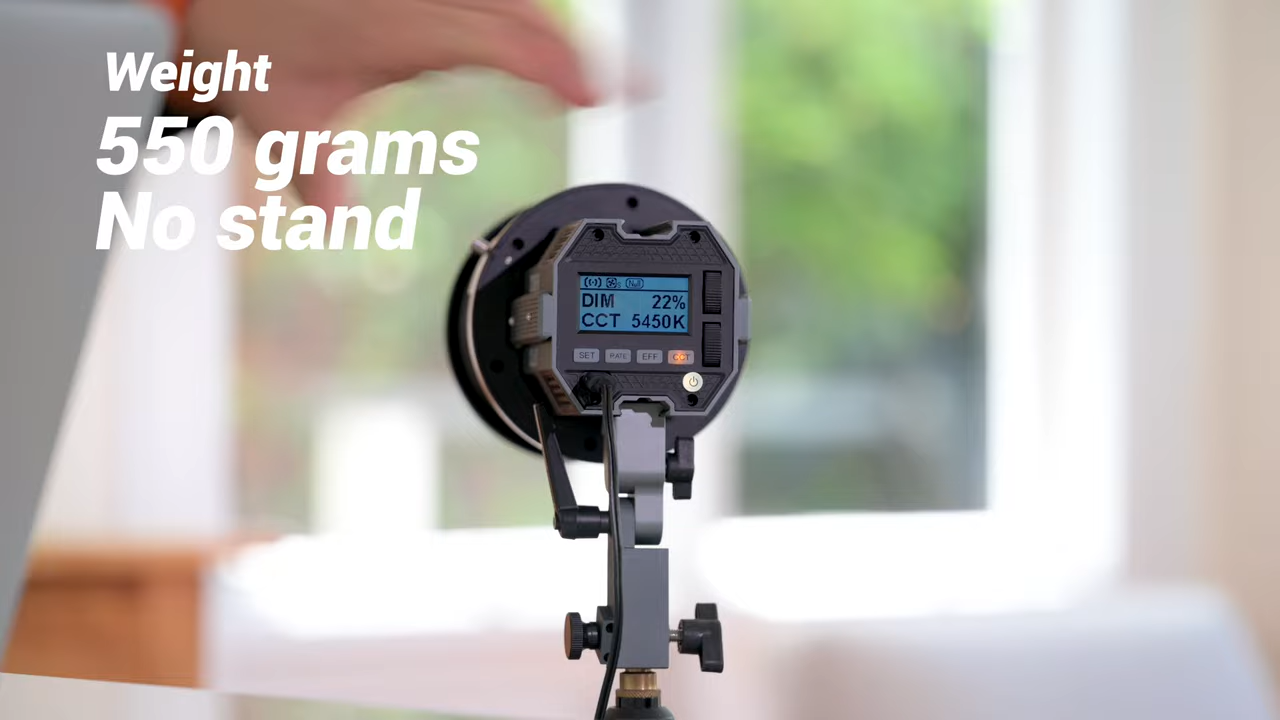 Weight
550 grams
No stand
DIM 22%
CCT 5450K
SET RATE EFF CCT